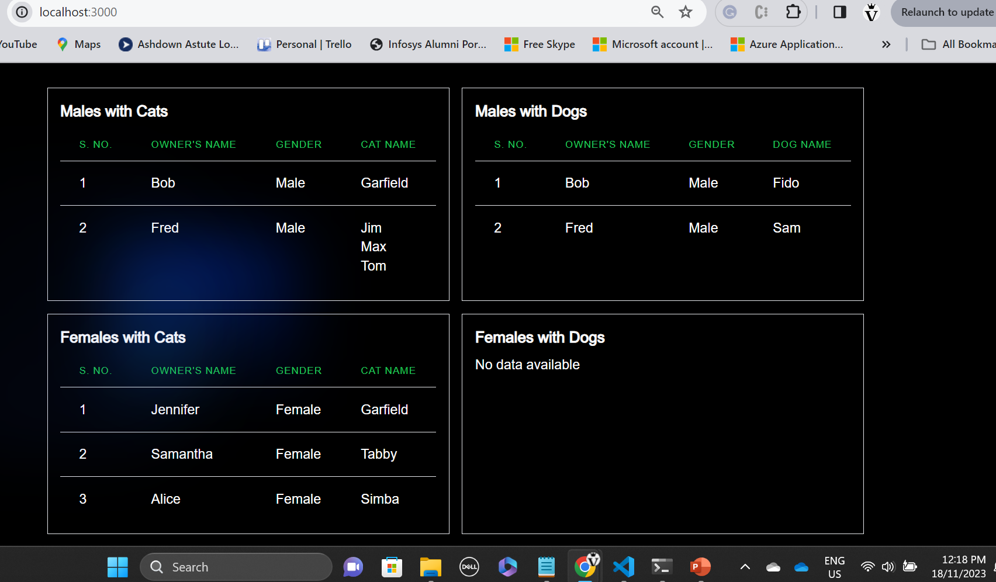 localhost:3000
Relaunch to update
YouTube Maps Ashdown Astute Lo... Personal | Trello Infosys Alumni Por... Free Skype Microsoft account |... Azure Application... » All Bookma
Males with Cats
S. NO. OWNER'S NAME GENDER CAT NAME
1 Bob Male Garfield
2 Fred Male Jim
Max
Tom
Males with Dogs
S. NO. OWNER'S NAME GENDER DOG NAME
1 Bob Male Fido
2 Fred Male Sam
Females with Cats
S. NO. OWNER'S NAME GENDER CAT NAME
1 Jennifer Female Garfield
2 Samantha Female Tabby
3 Alice Female Simba
Females with Dogs
No data available
Search
DELL
ENG
US
12:18 PM
18/11/2023